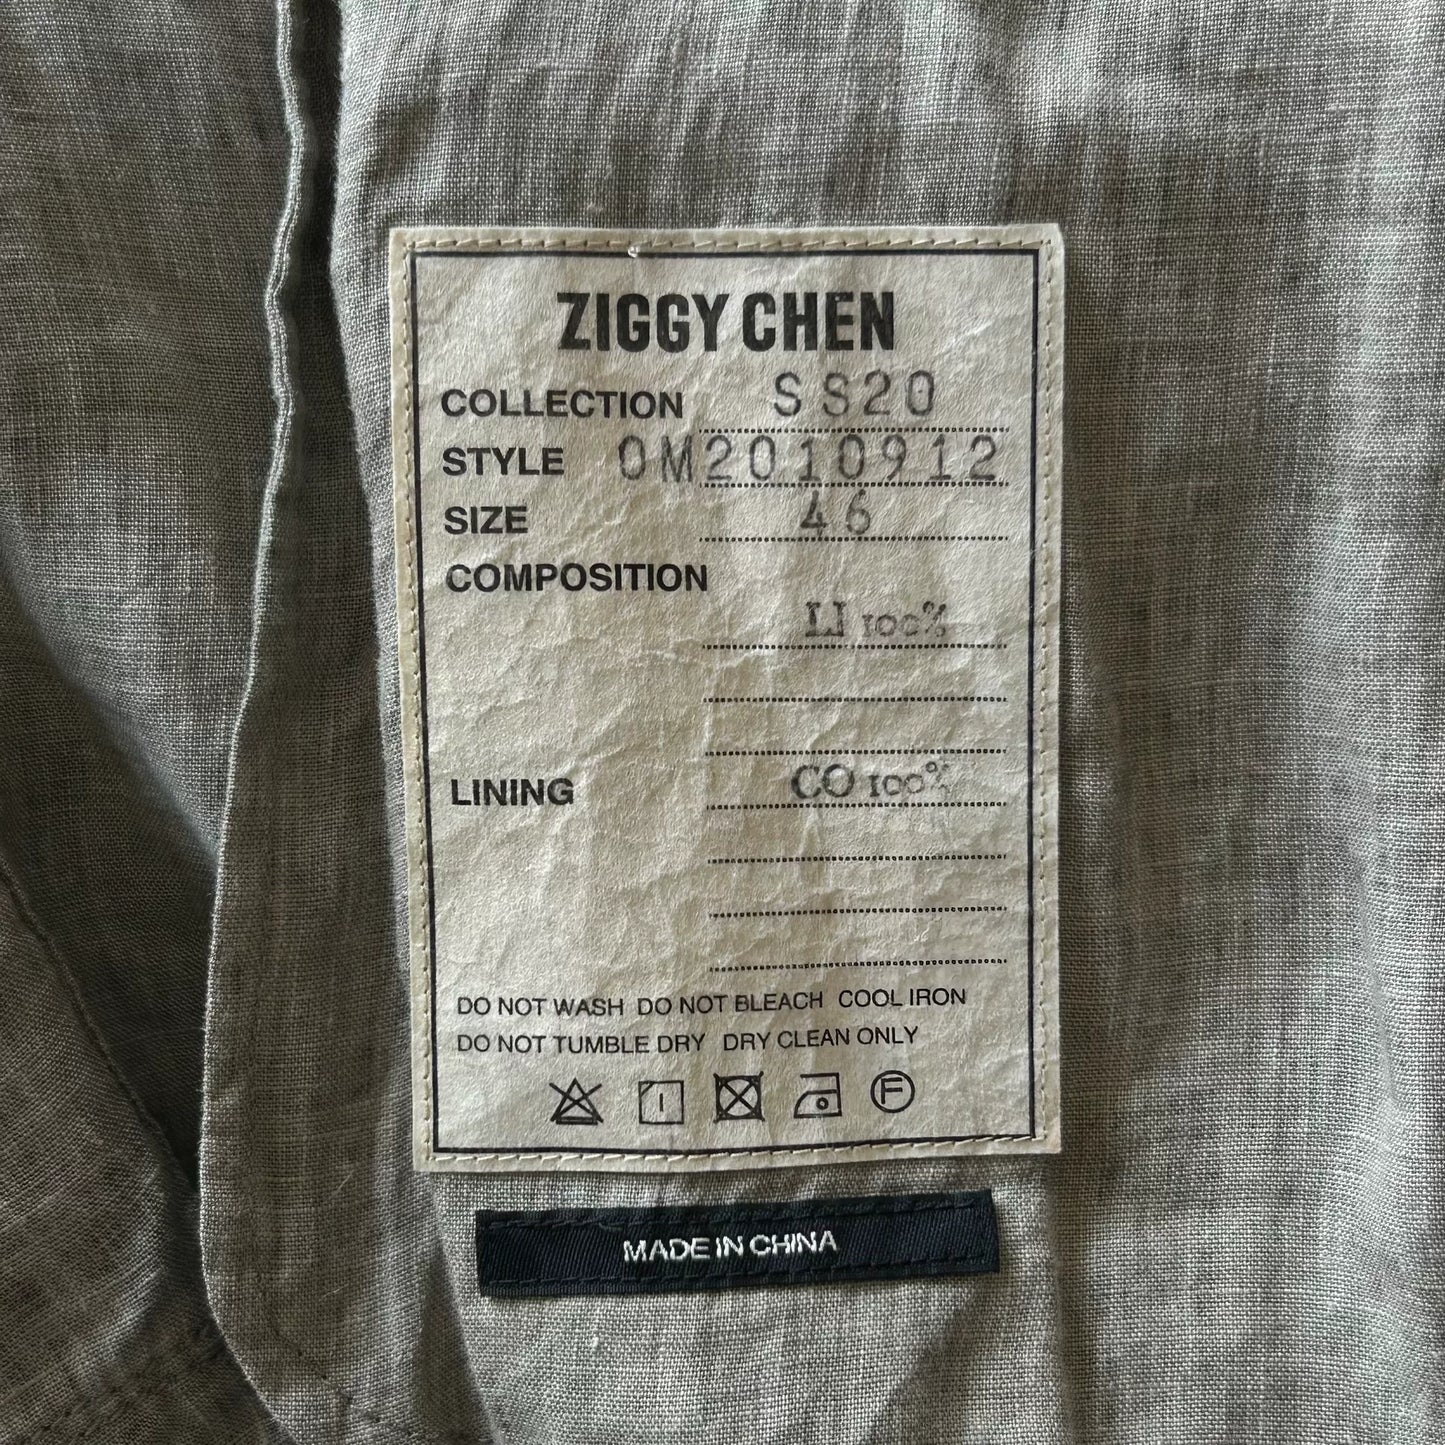 ZIGGY CHEN
COLLECTION SS20
STYLE 0M2010912
SIZE 46
COMPOSITION
LI 100%
LINING CO 100%
DO NOT WASH DO NOT BLEACH COOL IRON
DO NOT TUMBLE DRY DRY CLEAN ONLY
F
MADE IN CHINA